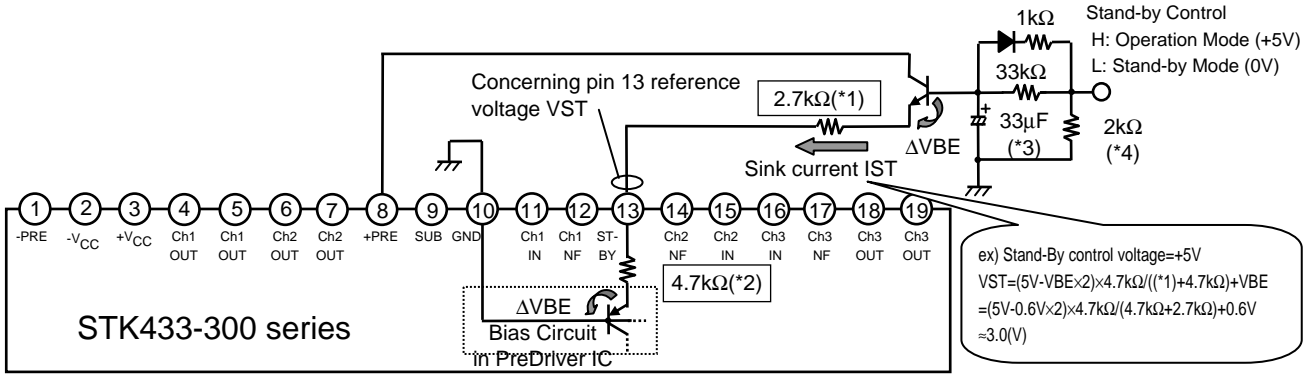 1kΩ
Stand-by Control
H: Operation Mode (+5V)
L: Stand-by Mode (0V)
Concerning pin 13 reference
voltage VST
2.7kΩ(*1)
33kΩ
+
33μF
(*3)
2kΩ
(*4)
ΔVBE
Sink current IST
1 2 3 4 5 6 7 8 9 10 11 12 13 14 15 16 17 18 19
-PRE -VCC +VCC Ch1 Ch1 Ch2 Ch2 +PRE SUB GND Ch1 Ch1 ST- Ch2 Ch2 Ch3 Ch3 Ch3 Ch3
OUT OUT OUT OUT IN NF BY NF IN IN NF OUT OUT
4.7kΩ(*2)
ex) Stand-By control voltage=+5V
VST=(5V-VBE×2)×4.7kΩ/((*1)+4.7kΩ)+VBE
=(5V-0.6V×2)×4.7kΩ/(4.7kΩ+2.7kΩ)+0.6V
≈3.0(V)
STK433-300 series
ΔVBE
Bias Circuit
in PreDriver IC